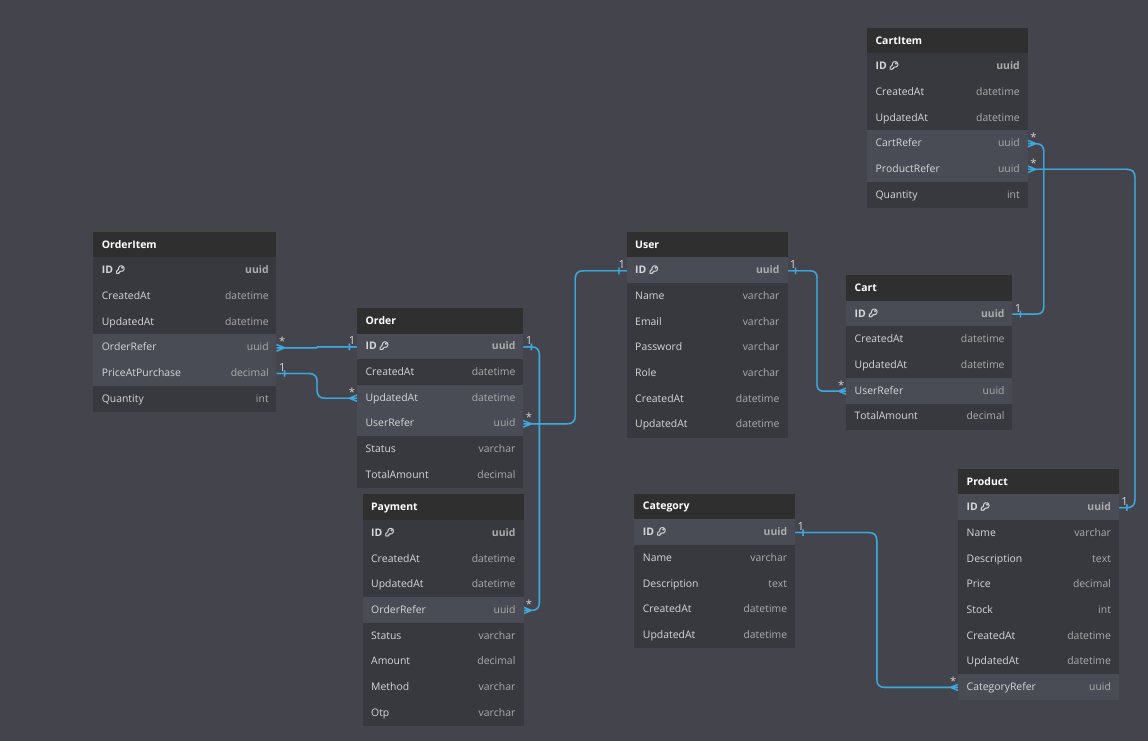 CartItem
ID uuid
CreatedAt datetime
UpdatedAt datetime
CartRefer uuid *
ProductRefer uuid *
Quantity int
OrderItem
ID uuid
CreatedAt datetime
UpdatedAt datetime
OrderRefer uuid *
PriceAtPurchase decimal 1
Quantity int
Order
1 ID uuid 1
CreatedAt datetime
* UpdatedAt datetime
UserRefer uuid *
Status varchar
TotalAmount decimal
Payment
ID uuid
CreatedAt datetime
UpdatedAt datetime
OrderRefer uuid *
Status varchar
Amount decimal
Method varchar
Otp varchar
User
1 ID uuid 1
Name varchar
Email varchar
Password varchar
Role varchar
CreatedAt datetime
UpdatedAt datetime
Category
ID uuid 1
Name varchar
Description text
CreatedAt datetime
UpdatedAt datetime
Cart
ID uuid 1
CreatedAt datetime
UpdatedAt datetime
* UserRefer uuid
TotalAmount decimal
Product
ID uuid 1
Name varchar
Description text
Price decimal
Stock int
CreatedAt datetime
UpdatedAt datetime
* CategoryRefer uuid